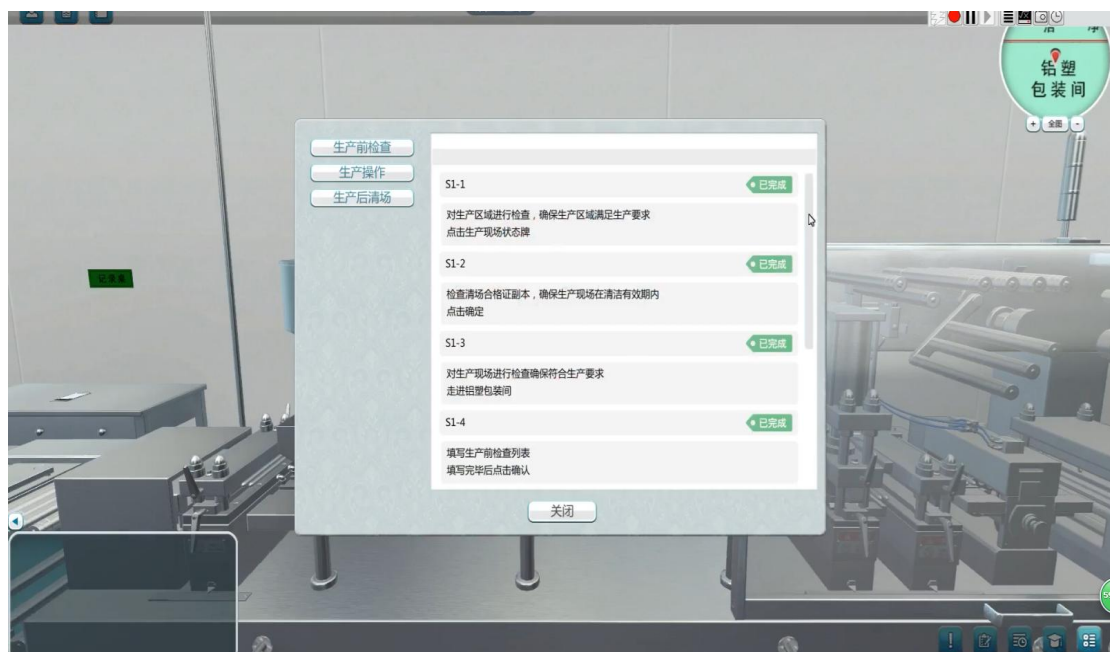 洁 净
铝塑
包装间
+ 全图 -
生产前检查
生产操作
生产后清场
S1-1
已完成
对生产区域进行检查，确保生产区域满足生产要求
点击生产现场状态牌
S1-2
已完成
检查清场合格证副本，确保生产现场在清洁有效期内
点击确定
S1-3
已完成
对生产现场进行检查确保符合生产要求
走进铝塑包装间
S1-4
已完成
填写生产前检查列表
填写完毕后点击确认
关闭
记录桌